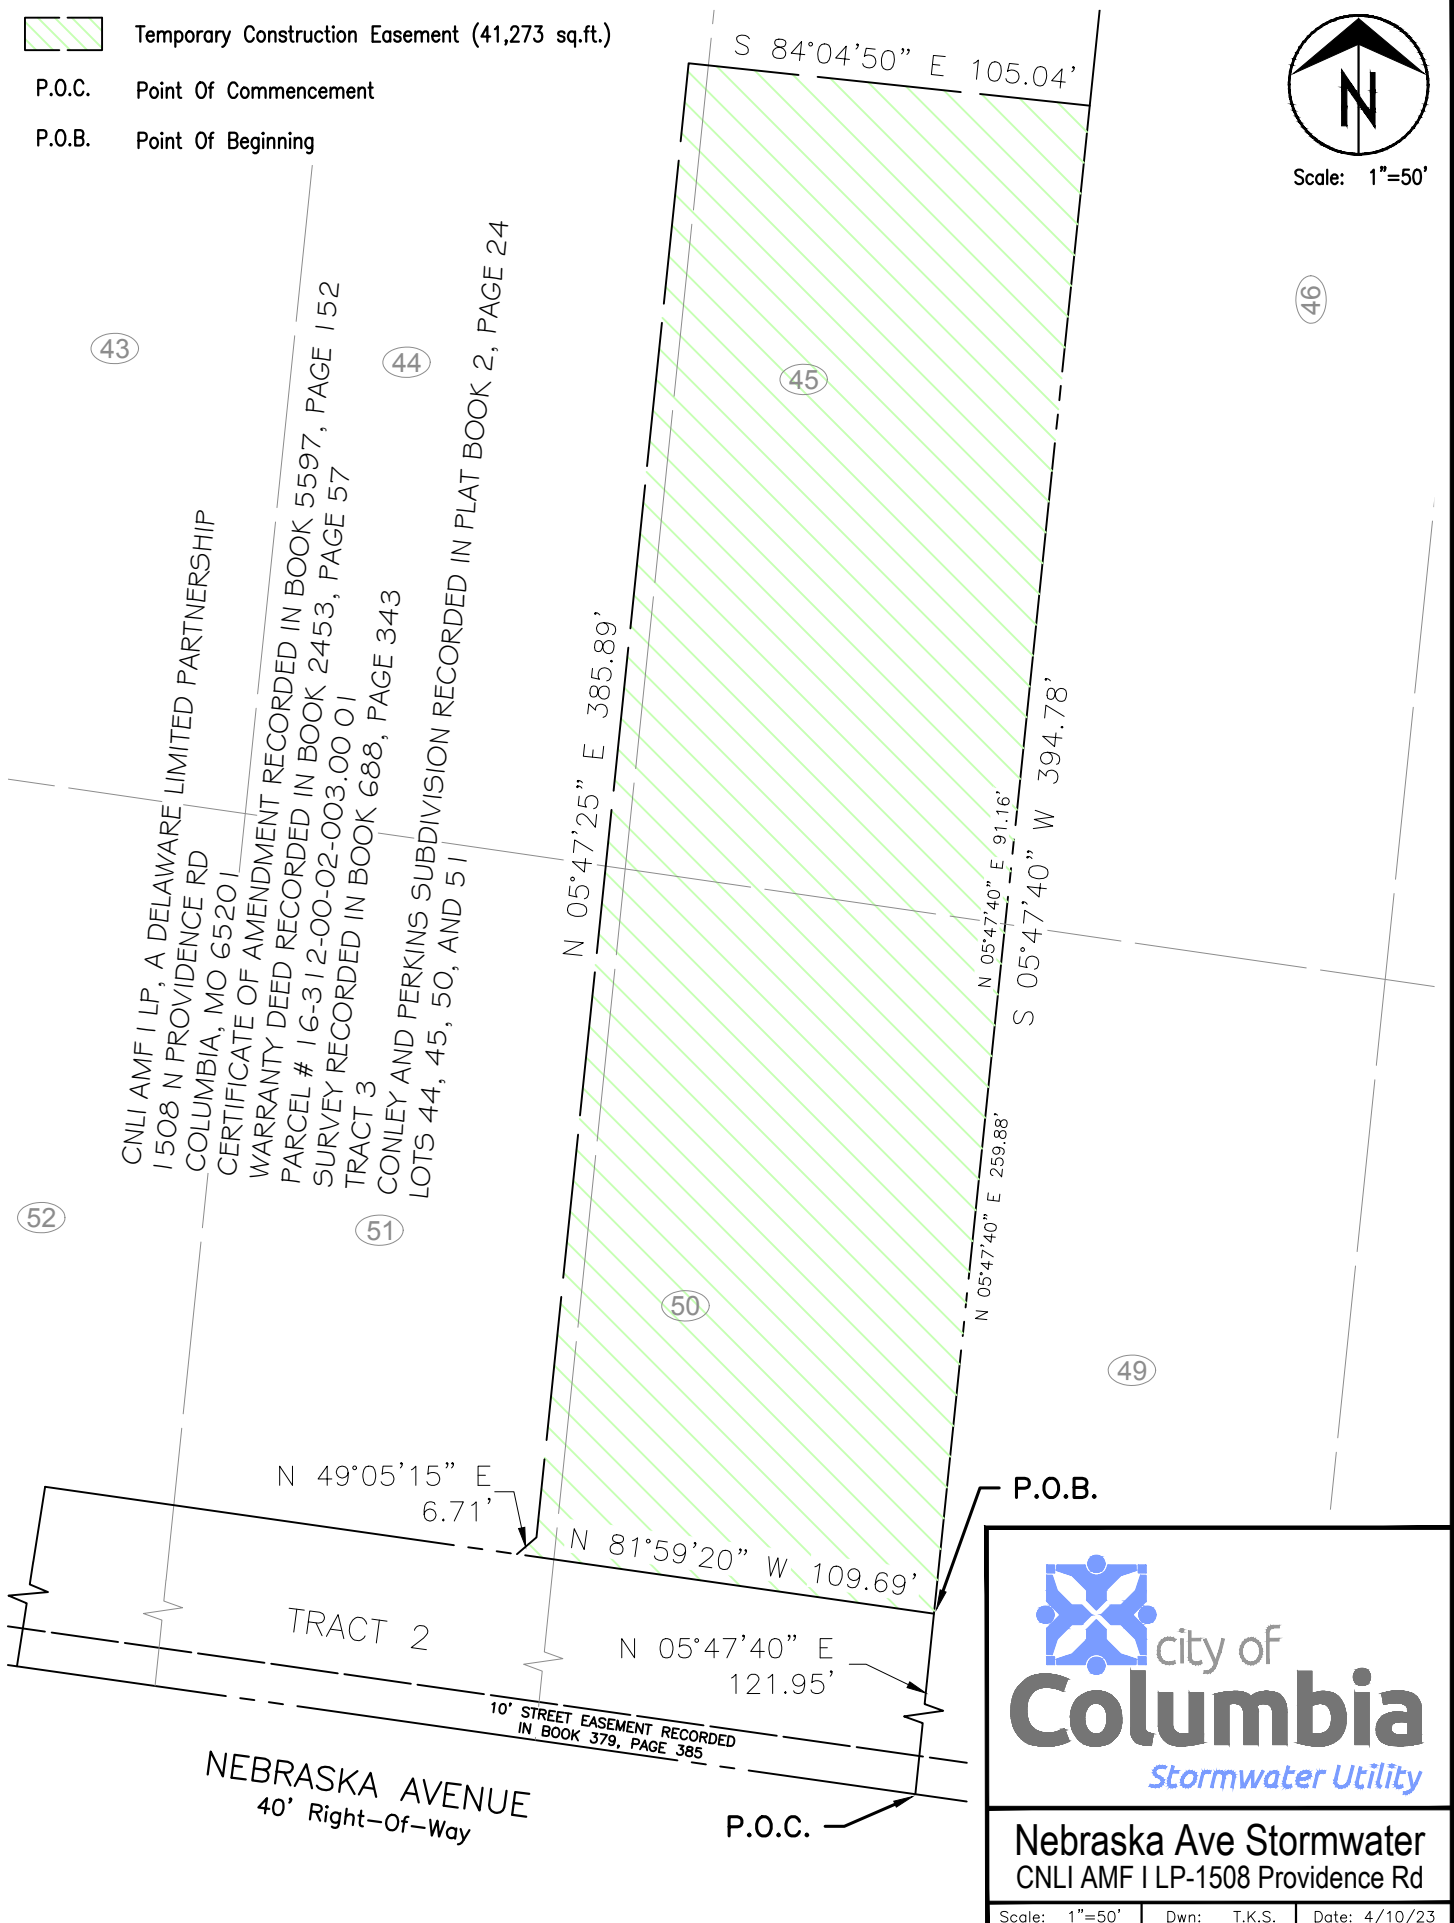 Temporary Construction Easement (41,273 sq.ft.)
P.O.C. Point Of Commencement
P.O.B. Point Of Beginning
S 84°04'50" E 105.04'
N
Scale: 1"=50'
43
44
45
46
CNLI AMF I LP, A DELAWARE LIMITED PARTNERSHIP
1508 N PROVIDENCE RD
COLUMBIA, MO 65201
CERTIFICATE OF AMENDMENT RECORDED IN BOOK 5597, PAGE 152
WARRANTY DEED RECORDED IN BOOK 2453, PAGE 57
PARCEL # 16-312-00-02-003.00 01
SURVEY RECORDED IN BOOK 688, PAGE 343
TRACT 3
CONLEY AND PERKINS SUBDIVISION RECORDED IN PLAT BOOK 2, PAGE 24
LOTS 44, 45, 50, AND 51
N 05°47'25" E 385.89'
N 05°47'40" E 91.16'
S 05°47'40" W 394.78'
N 05°47'40" E 259.88'
52
51
50
49
N 49°05'15" E
6.71'
N 81°59'20" W 109.69'
P.O.B.
TRACT 2
N 05°47'40" E
121.95'
10' STREET EASEMENT RECORDED
IN BOOK 379, PAGE 385
NEBRASKA AVENUE
40' Right-Of-Way
P.O.C.
city of
Columbia
Stormwater Utility
Nebraska Ave Stormwater
CNLI AMF I LP-1508 Providence Rd
Scale: 1"=50' Dwn: T.K.S. Date: 4/10/23